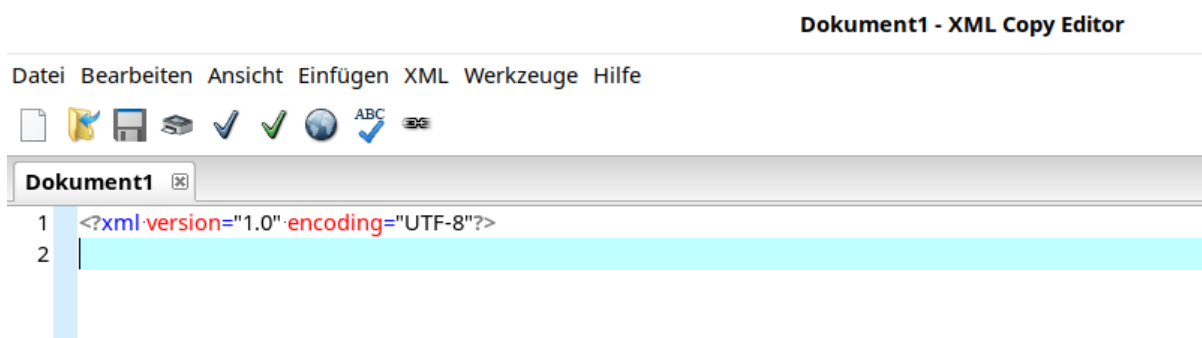 Dokument1 - XML Copy Editor
Datei Bearbeiten Ansicht Einfügen XML Werkzeuge Hilfe
ABC
Dokument1
1 <?xml version="1.0" encoding="UTF-8"?>
2